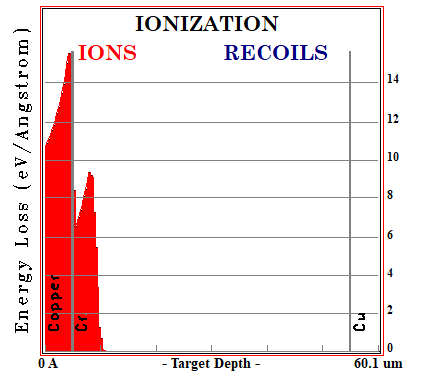 IONIZATION
IONS
RECOILS
Energy Loss (eV/Angstrom)
14
12
10
8
6
4
2
0
Copper
Cf
Cu
0 A
- Target Depth -
60.1 um